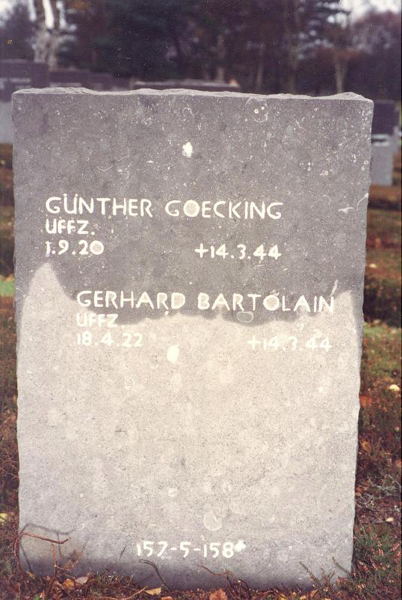 GÜNTHER GOECKING
UFFZ.
1.9.20 +14.3.44
GERHARD BARTOLAIN
UFFZ.
18.4.22 +14.3.44
157-5-158